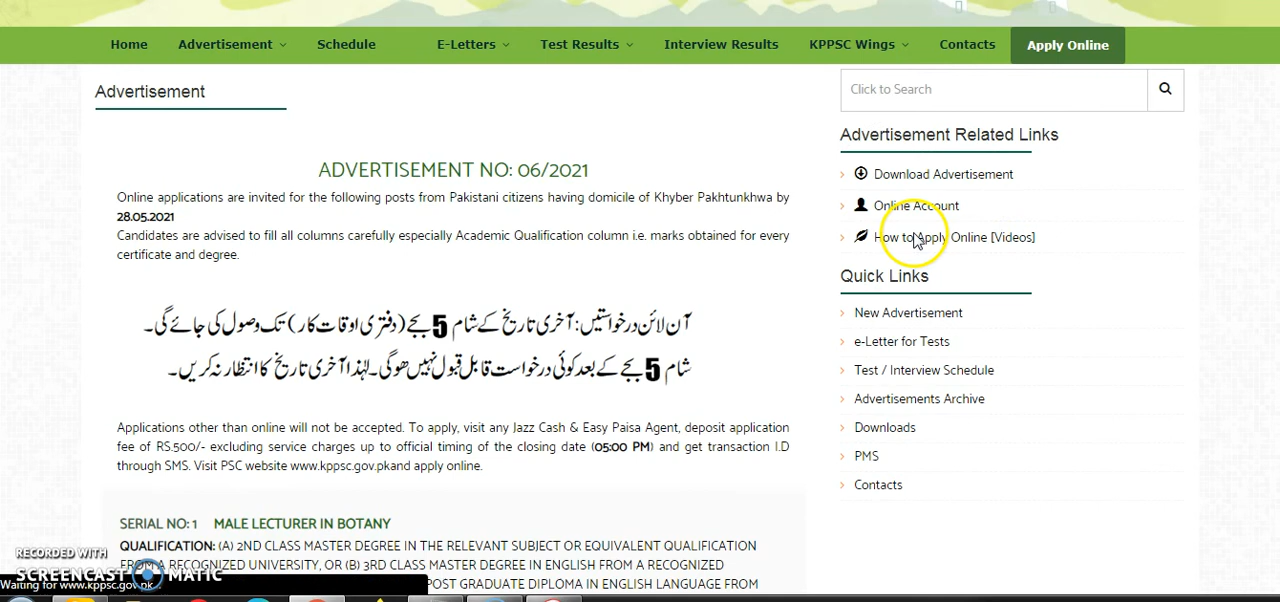 Home Advertisement Schedule E-Letters Test Results Interview Results KPPSC Wings Contacts Apply Online
Advertisement
ADVERTISEMENT NO: 06/2021
Online applications are invited for the following posts from Pakistani citizens having domicile of Khyber Pakhtunkhwa by
28.05.2021
Candidates are advised to fill all columns carefully especially Academic Qualification column i.e. marks obtained for every
certificate and degree.
آن لائن درخواستیں: آخری تاریخ کے شام 5 بجے (دفتری اوقات کار) تک وصول کی جائے گی۔
شام 5 بجے کے بعد کوئی درخواست قابل قبول نہیں ھوگی۔ لہٰذا آخری تاریخ کا انتظار نہ کریں۔
Applications other than online will not be accepted. To apply, visit any Jazz Cash & Easy Paisa Agent, deposit application
fee of RS.500/- excluding service charges up to official timing of the closing date (05:00 PM) and get transaction I.D
through SMS. Visit PSC website www.kppsc.gov.pkand apply online.
SERIAL NO: 1 MALE LECTURER IN BOTANY
QUALIFICATION: (A) 2ND CLASS MASTER DEGREE IN THE RELEVANT SUBJECT OR EQUIVALENT QUALIFICATION
FROM A RECOGNIZED UNIVERSITY, OR (B) 3RD CLASS MASTER DEGREE IN ENGLISH FROM A RECOGNIZED
POST GRADUATE DIPLOMA IN ENGLISH LANGUAGE FROM
Click to Search
Advertisement Related Links
Download Advertisement
Online Account
How to Apply Online [Videos]
Quick Links
New Advertisement
e-Letter for Tests
Test / Interview Schedule
Advertisements Archive
Downloads
PMS
Contacts
RECORDED WITH
SCREENCAST MATIC
Waiting for www.kppsc.gov.pk...